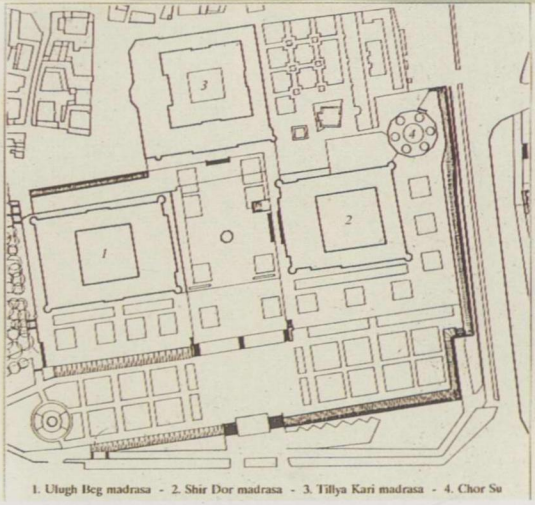 3
4
2
1
1. Ulugh Beg madrasa - 2. Shir Dor madrasa - 3. Tillya Kari madrasa - 4. Chor Su